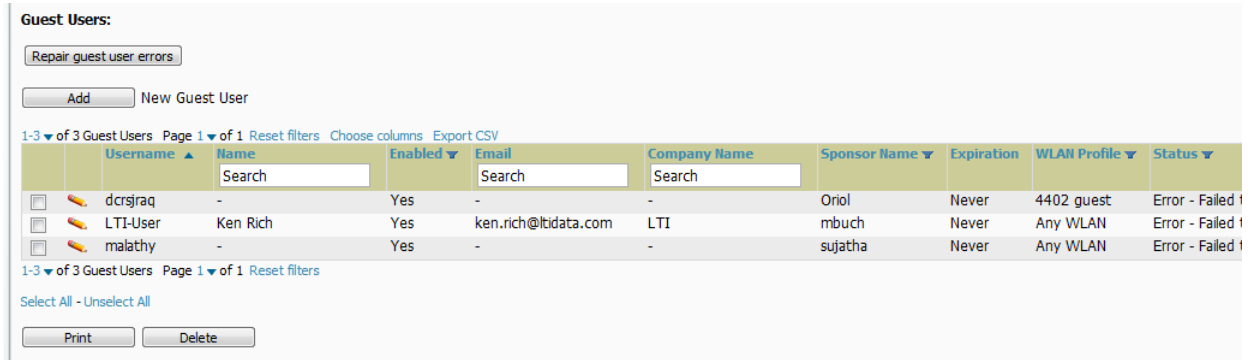 Guest Users:
Repair guest user errors
Add New Guest User
1-3 of 3 Guest Users Page 1 of 1 Reset filters Choose columns Export CSV
Username Name Enabled Email Company Name Sponsor Name Expiration WLAN Profile Status
Search Search Search
dcrsjraq - Yes - - Oriol Never 4402 guest Error - Failed t
LTI-User Ken Rich Yes ken.rich@ltidata.com LTI mbuch Never Any WLAN Error - Failed t
malathy - Yes - - sujatha Never Any WLAN Error - Failed t
1-3 of 3 Guest Users Page 1 of 1 Reset filters
Select All - Unselect All
Print Delete